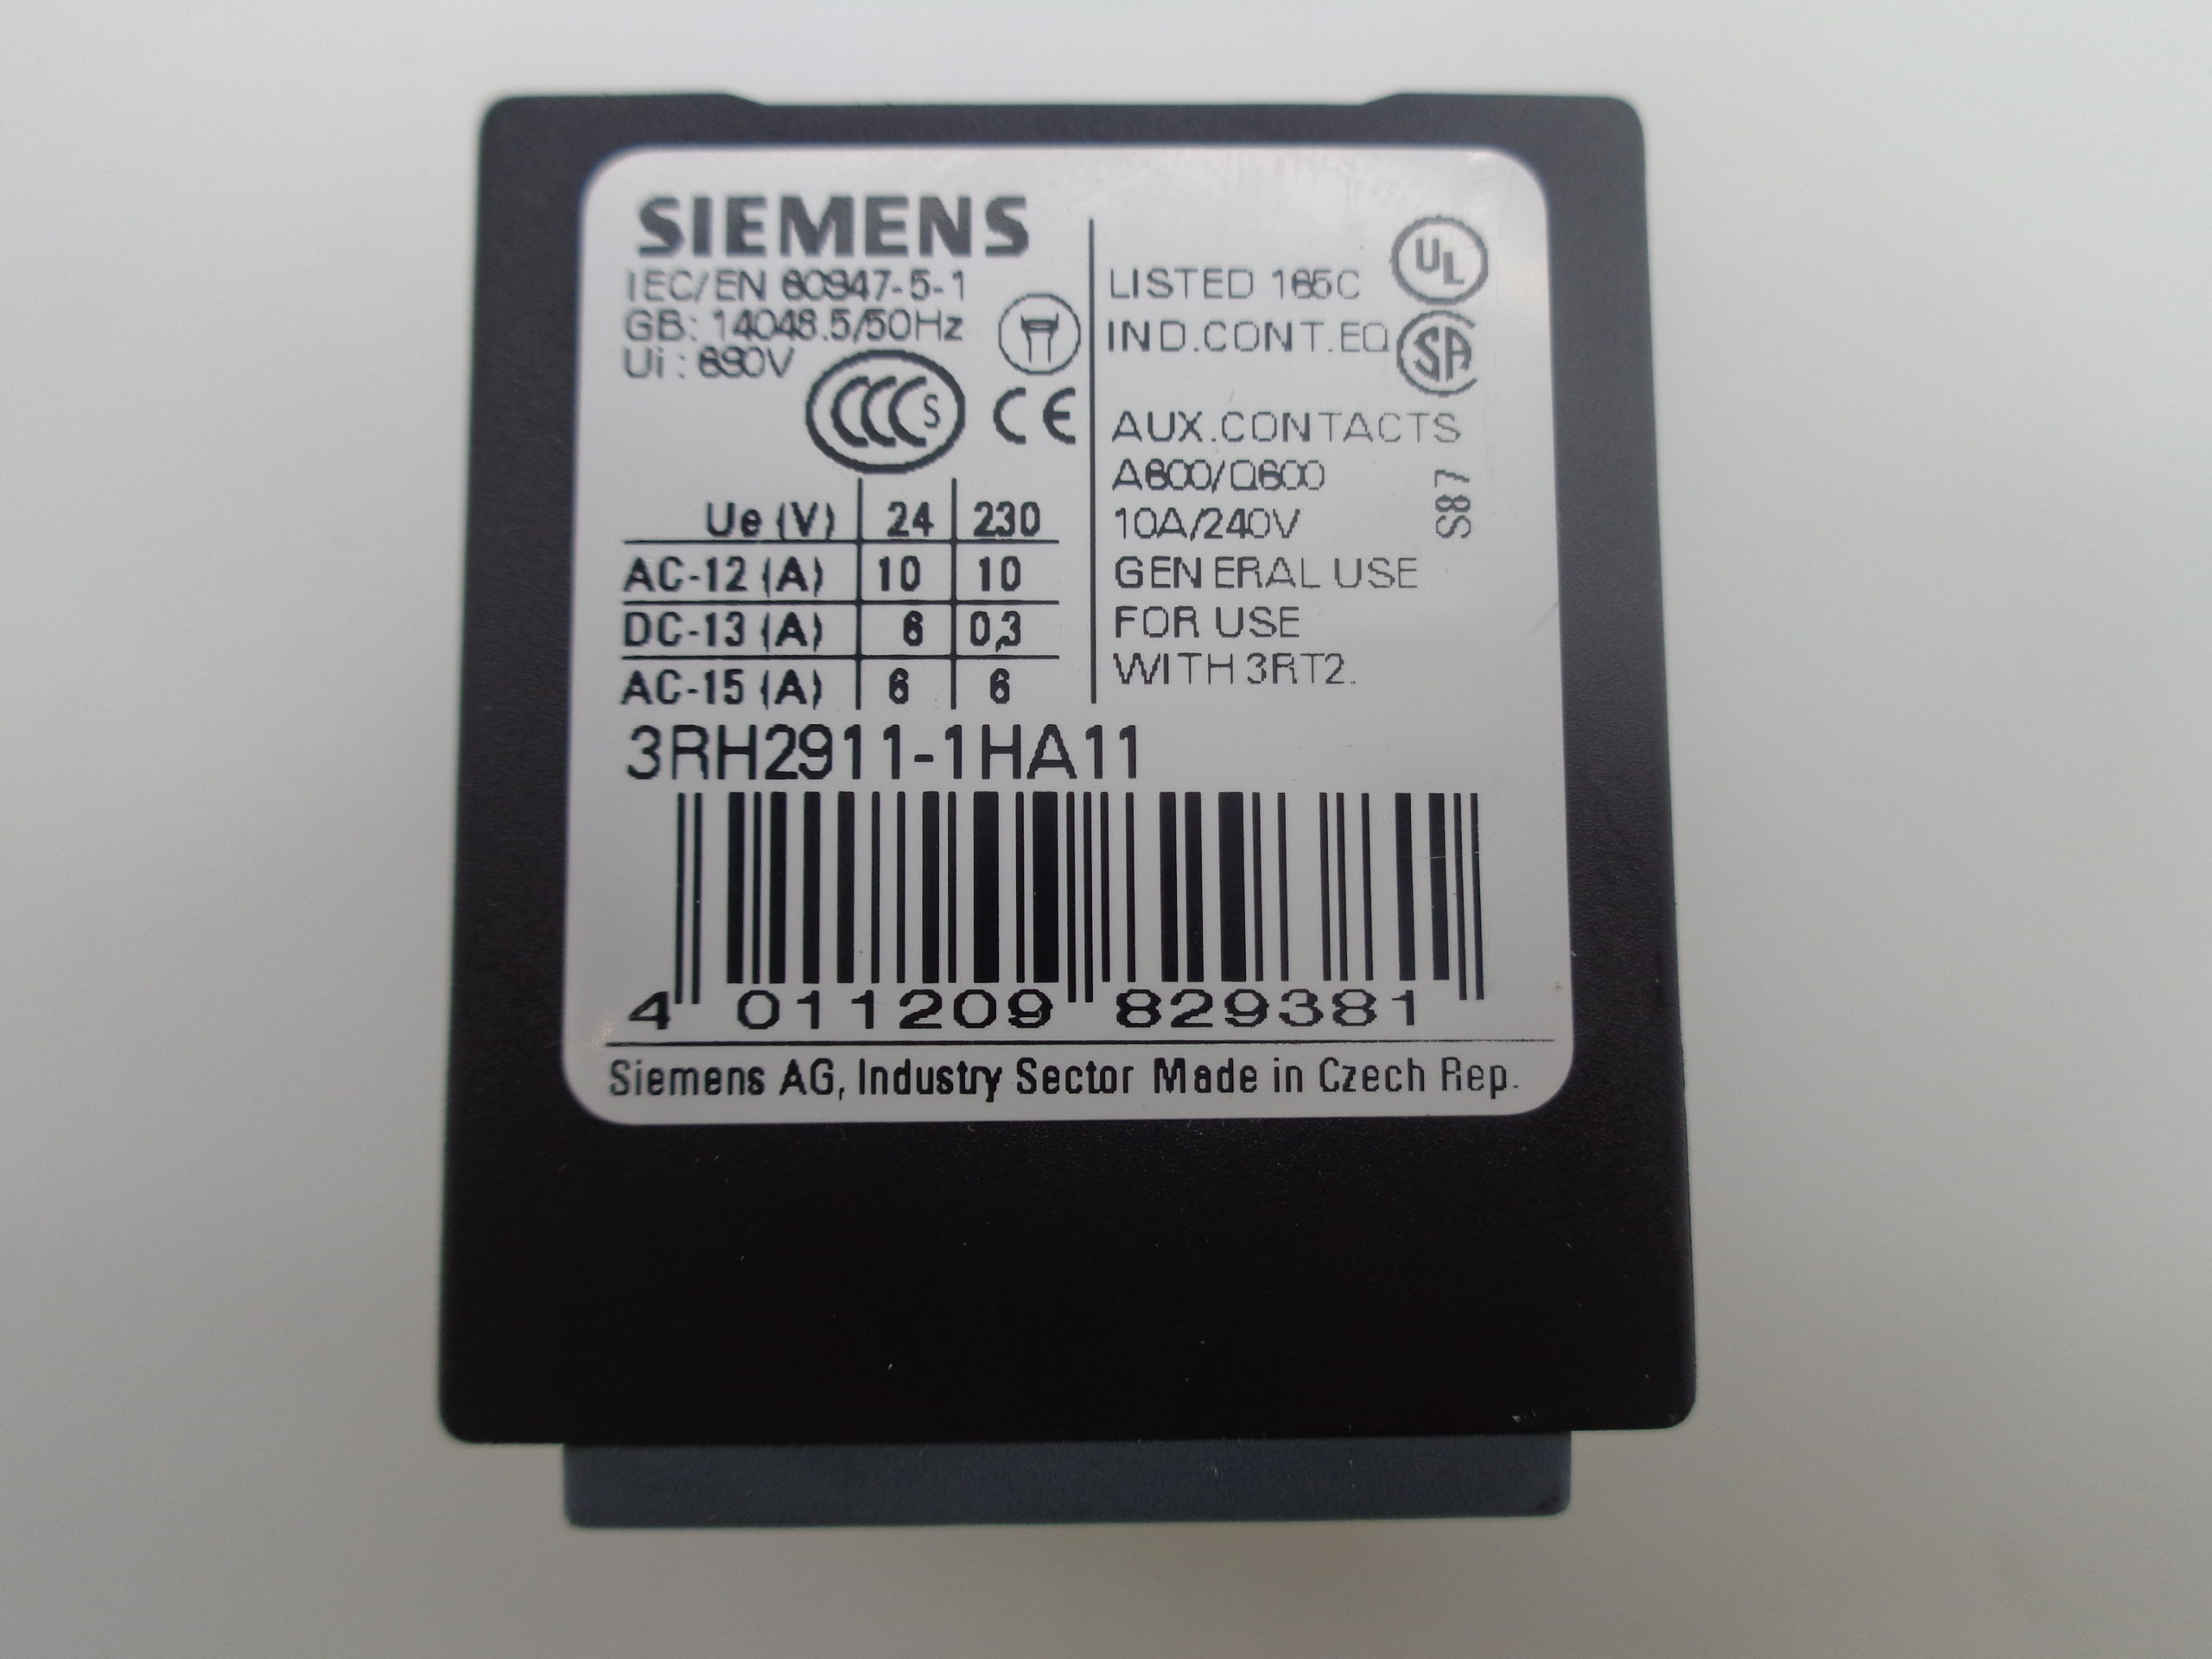 SIEMENS
IEC/EN 60947-5-1
GB: 14048.5/50Hz
Ui : 690V
CCC S
CE
Ue (V) 24 230
AC-12 (A) 10 10
DC-13 (A) 6 0,3
AC-15 (A) 6 6
UL
LISTED 165C
IND.CONT.EQ
SA
AUX.CONTACTS
A600/Q600
10A/240V
GENERAL USE
FOR USE
WITH 3RT2.
S87
3RH2911-1HA11
4 011209 829381
Siemens AG, Industry Sector Made in Czech Rep.